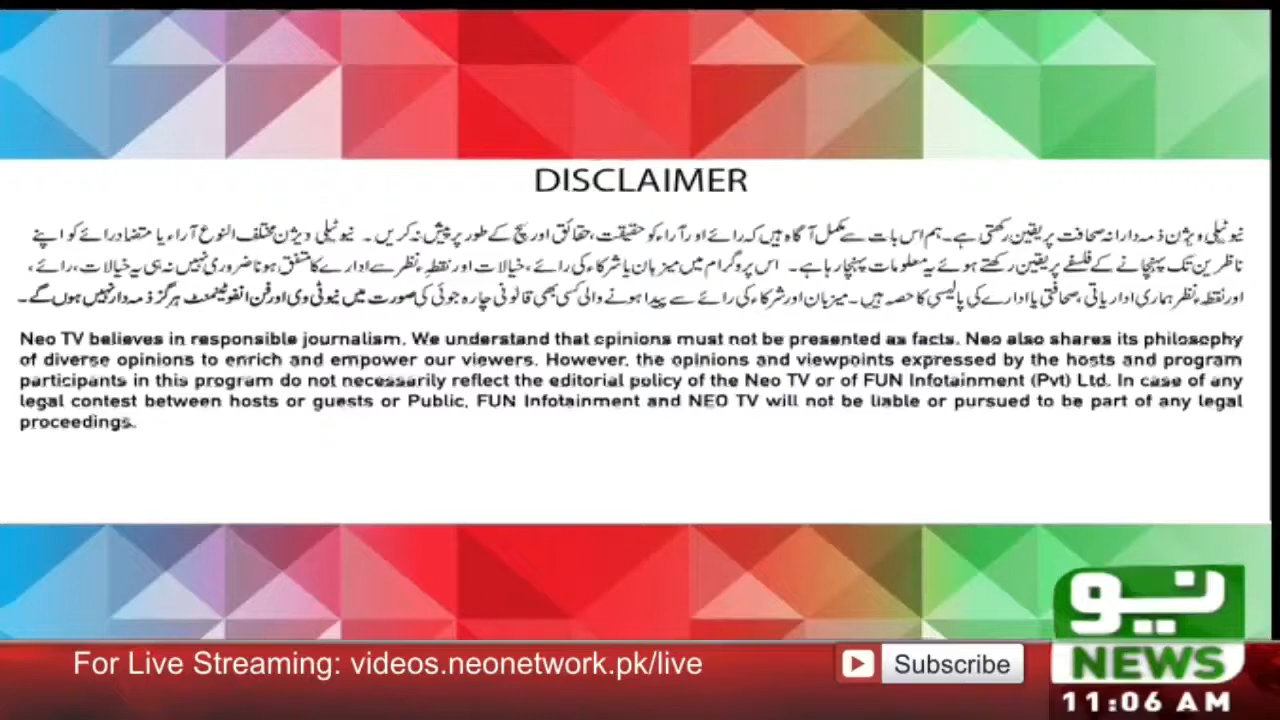 DISCLAIMER
نیو ٹیلی ویژن ذمہ دارانہ صحافت پر یقین رکھتی ہے۔ ہم اس بات سے مکمل آگاہ ہیں کہ رائے اور آراء کو حقیقت، حقائق اور سچ کے طور پر پیش نہ کریں۔ نیو ٹیلی ویژن مختلف النوع آراء یا متضاد رائے کو اپنے
ناظرین تک پہنچانے کے فلسفے پر یقین رکھتے ہوئے یہ معلومات پہنچا رہا ہے۔ اس پروگرام میں میزبان یا شرکاء کی رائے، خیالات اور نقطہ نظر سے ادارے کا متفق ہونا ضروری نہیں نہ ہی یہ خیالات، رائے،
اور نقطہ نظر ہماری ادارتی، صحافتی یا ادارے کی پالیسی کا حصہ ہیں۔ میزبان اور شرکاء کی رائے سے پیدا ہونے والی کسی بھی قانونی چارہ جوئی کی صورت میں نیو ٹی وی اور فن انفوٹینمنٹ ہرگز ذمہ دار نہیں ہوں گے۔
Neo TV believes in responsible journalism. We understand that opinions must not be presented as facts. Neo also shares its philosophy
of diverse opinions to enrich and empower our viewers. However, the opinions and viewpoints expressed by the hosts and program
participants in this program do not necessarily reflect the editorial policy of the Neo TV or of FUN Infotainment (Pvt) Ltd. In case of any
legal contest between hosts or guests or Public, FUN Infotainment and NEO TV will not be liable or pursued to be part of any legal
proceedings.
نیو
NEWS
For Live Streaming: videos.neonetwork.pk/live
Subscribe
11:06 AM